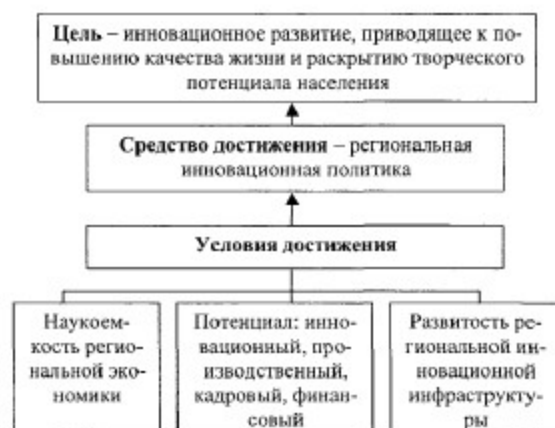 Цель – инновационное развитие, приводящее к по-
вышению качества жизни и раскрытию творческого
потенциала населения
Средство достижения – региональная
инновационная политика
Условия достижения
Наукоем-
кость регио-
нальной эко-
номики
Потенциал: инно-
вационный, про-
изводственный,
кадровый, финан-
совый
Развитость ре-
гиональной ин-
новационной
инфраструкту-
ры